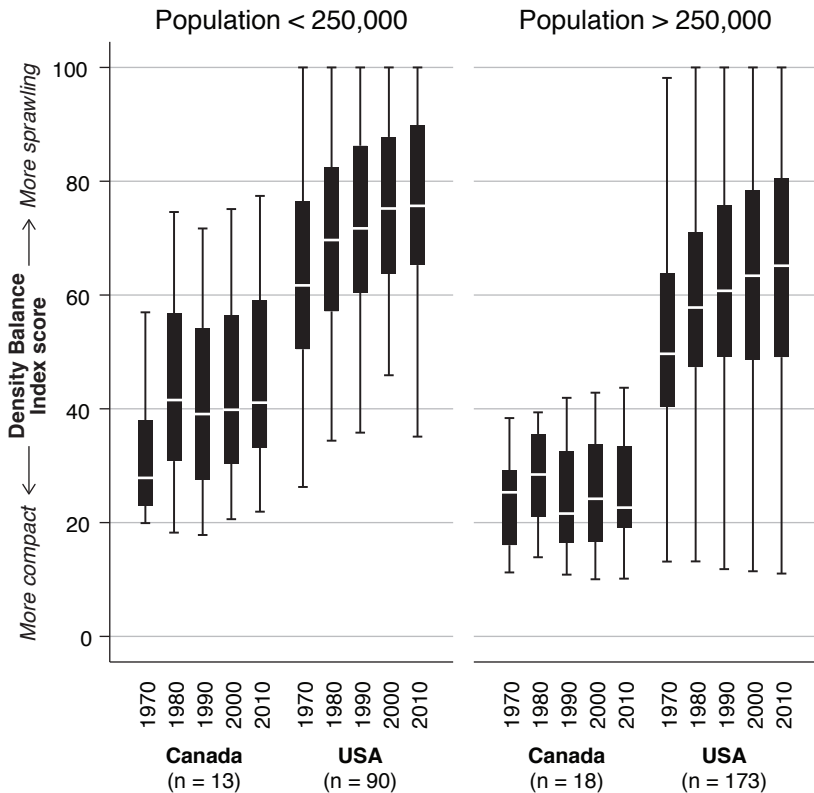 Population < 250,000
Population > 250,000
100
80
60
40
20
0
More compact ← Density Balance → More sprawling
Index score
1970 1980 1990 2000 2010 1970 1980 1990 2000 2010
1970 1980 1990 2000 2010 1970 1980 1990 2000 2010
Canada
(n = 13)
USA
(n = 90)
Canada
(n = 18)
USA
(n = 173)